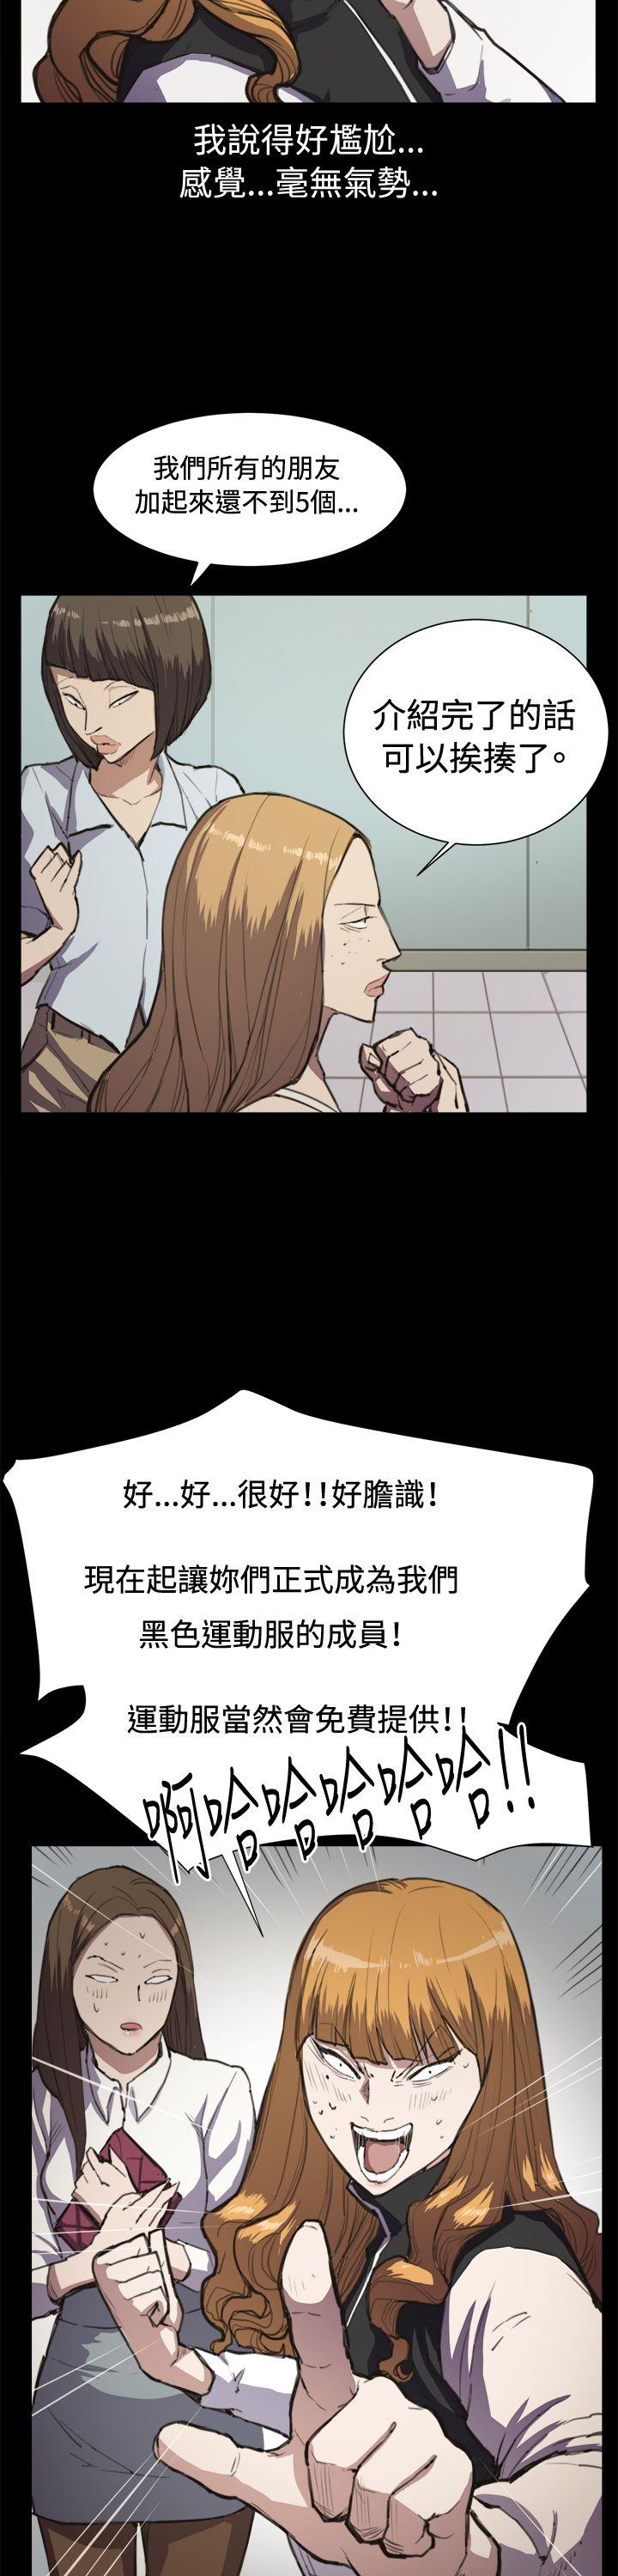 我說得好尷尬...
感覺...毫無氣勢...
我們所有的朋友
加起來還不到5個...
介紹完了的話
可以挨揍了。
好...好...很好!!好膽識!
現在起讓妳們正式成為我們
黑色運動服的成員!
運動服當然會免費提供!!
啊哈哈哈哈哈!!